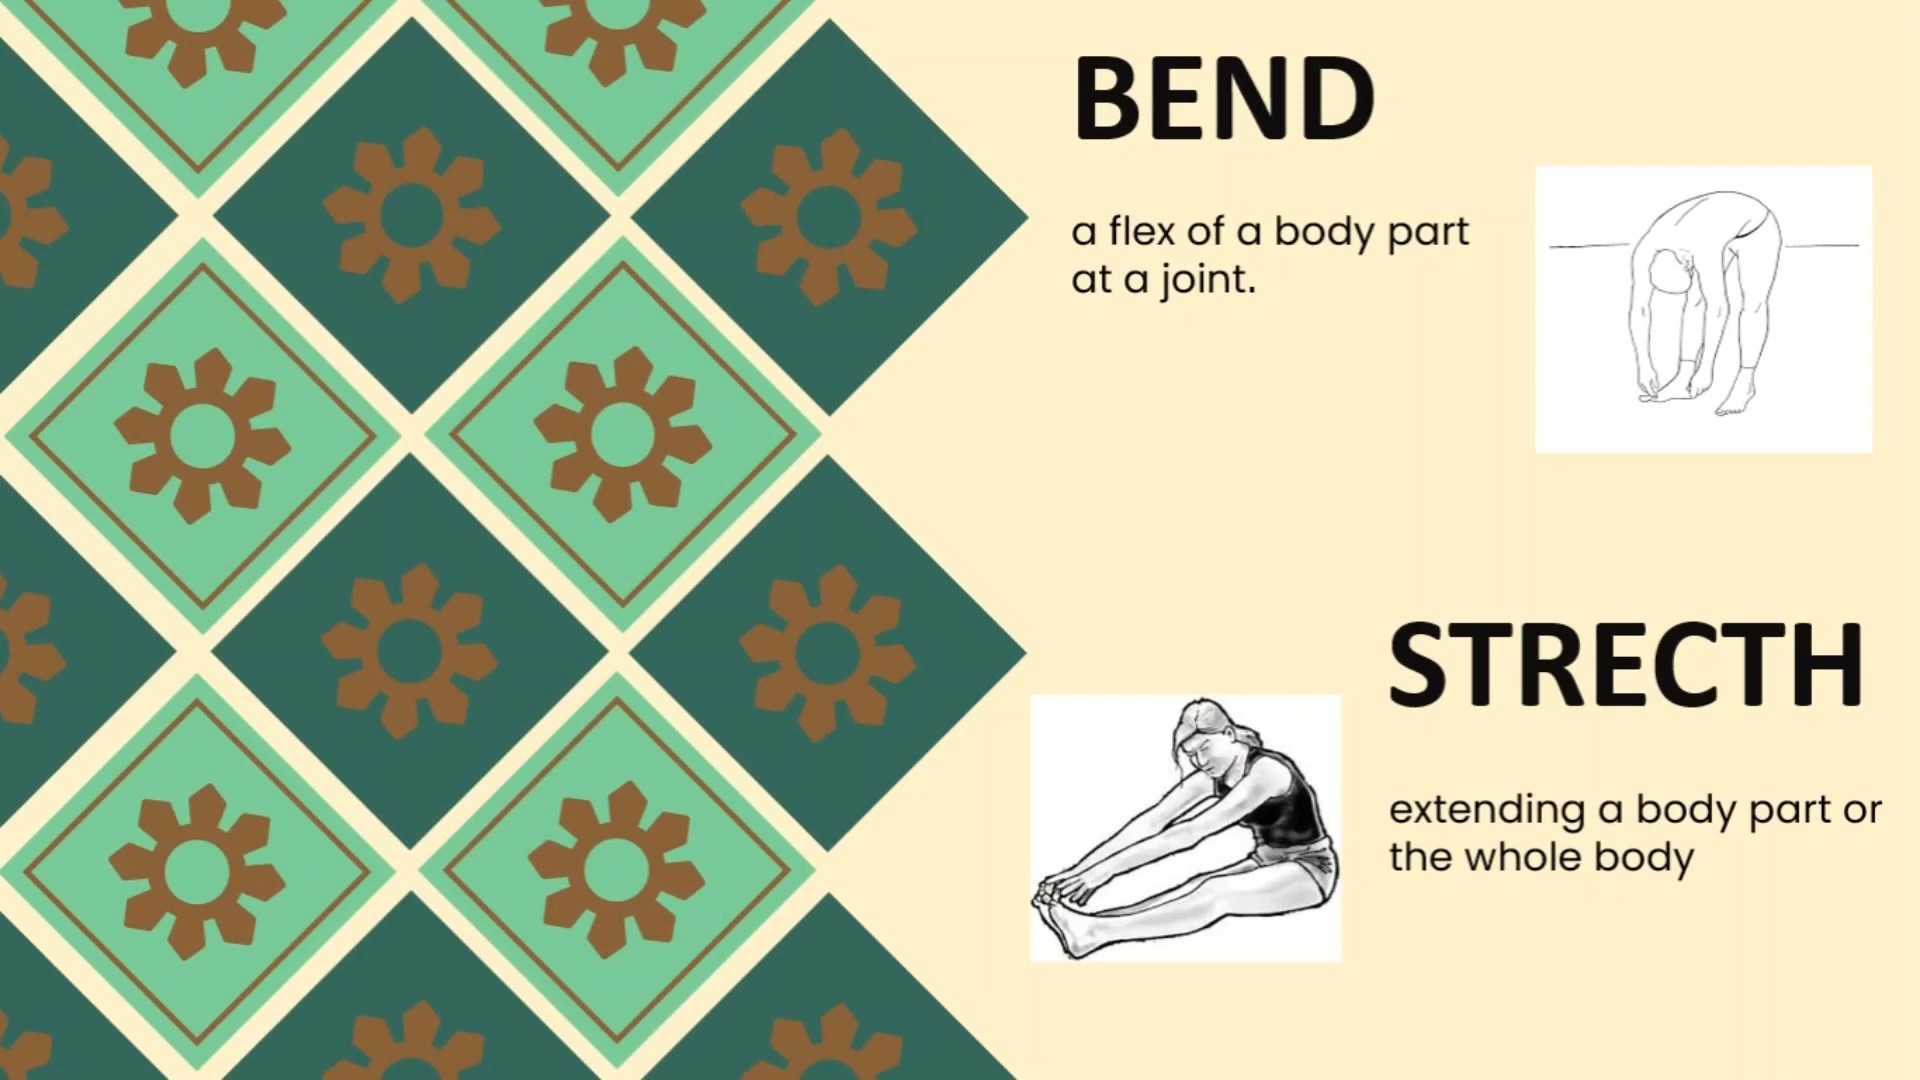 BEND
a flex of a body part
at a joint.
STRECTH
extending a body part or
the whole body